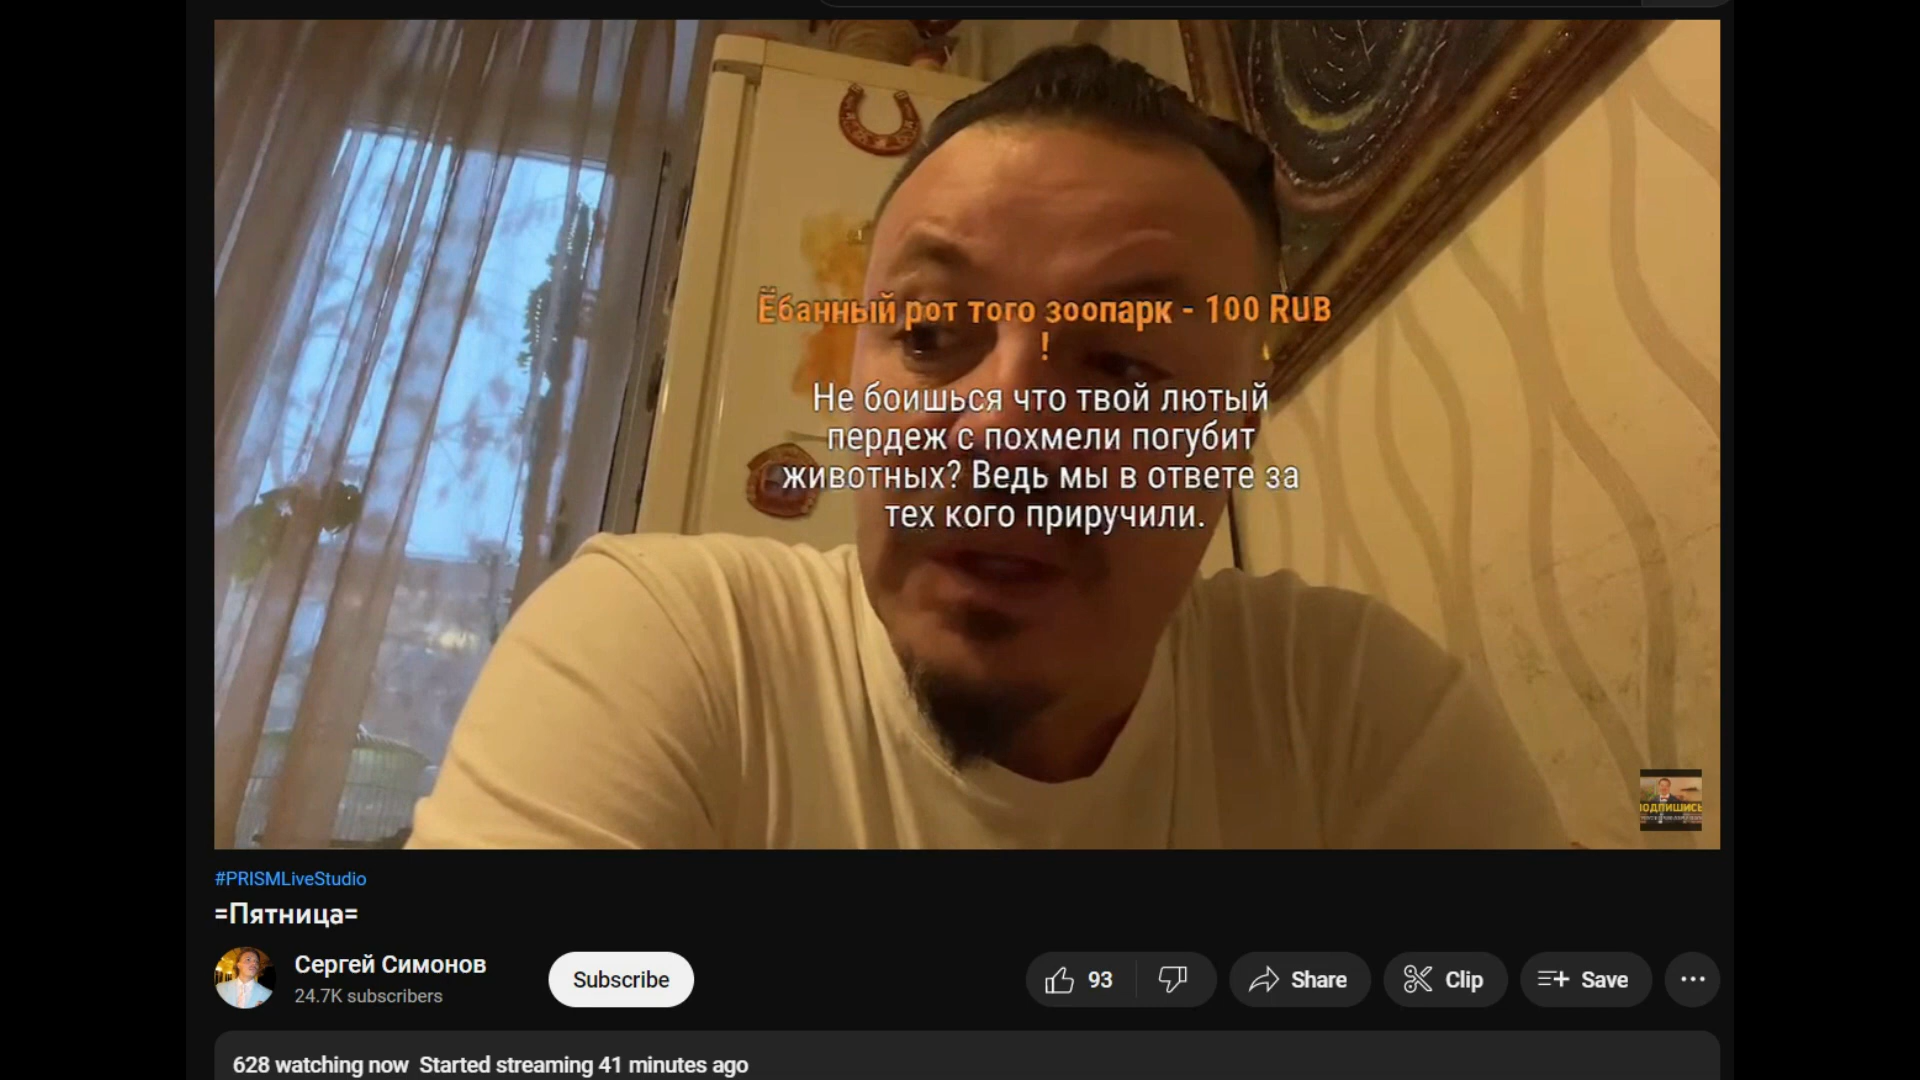 Ёбанный рот того зоопарк - 100 RUB
!
Не боишься что твой лютый
пердеж с похмели погубит
животных? Ведь мы в ответе за
тех кого приручили.
ПОДПИШИСЬ
#PRISMLiveStudio
=Пятница=
Сергей Симонов
24.7K subscribers
Subscribe
93
Share
Clip
Save
628 watching now Started streaming 41 minutes ago